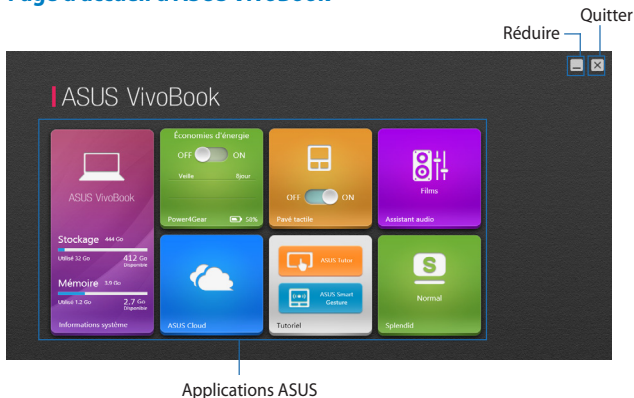 Page d'accueil d'ASUS VivoBook
Quitter
Réduire
ASUS VivoBook
ASUS VivoBook
Stockage 444 Go
Utilisé 32 Go 412 Go
Disponible
Mémoire 3.9 Go
Utilisé 1.2 Go 2.7 Go
Disponible
Informations système
Économies d'énergie
OFF ON
Veille 8jour
Power4Gear 50%
OFF ON
Pavé tactile
Films
Assistant audio
ASUS Cloud
ASUS Tutor
ASUS Smart
Gesture
Tutoriel
S
Normal
Splendid
Applications ASUS